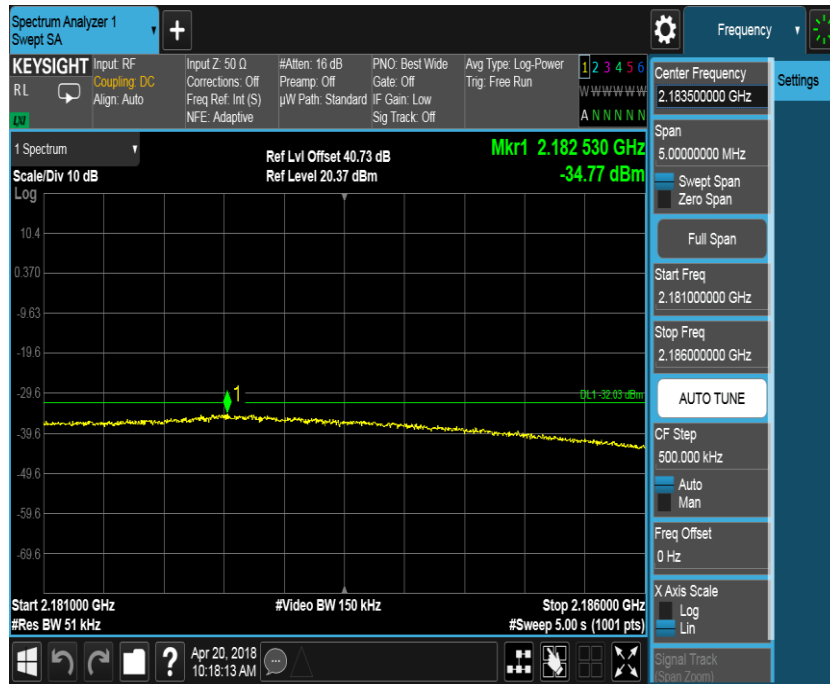 Spectrum Analyzer 1
Swept SA
+
Frequency
KEYSIGHT
RL
LXI
Input: RF
Coupling: DC
Align: Auto
Input Z: 50 Ω
Corrections: Off
Freq Ref: Int (S)
NFE: Adaptive
#Atten: 16 dB
Preamp: Off
µW Path: Standard
PNO: Best Wide
Gate: Off
IF Gain: Low
Sig Track: Off
Avg Type: Log-Power
Trig: Free Run
1 2 3 4 5 6
W W W W W W
A N N N N N
1 Spectrum
Scale/Div 10 dB
Log
Ref Lvl Offset 40.73 dB
Ref Level 20.37 dBm
Mkr1 2.182 530 GHz
-34.77 dBm
10.4
0.370
-9.63
-19.6
-29.6
-39.6
-49.6
-59.6
-69.6
1
DL1 -32.03 dBm
Start 2.181000 GHz
#Res BW 51 kHz
#Video BW 150 kHz
Stop 2.186000 GHz
#Sweep 5.00 s (1001 pts)
Center Frequency
2.183500000 GHz
Span
5.00000000 MHz
Swept Span
Zero Span
Full Span
Start Freq
2.181000000 GHz
Stop Freq
2.186000000 GHz
AUTO TUNE
CF Step
500.000 kHz
Auto
Man
Freq Offset
0 Hz
X Axis Scale
Log
Lin
Signal Track
(Span Zoom)
Settings
?
Apr 20, 2018
10:18:13 AM